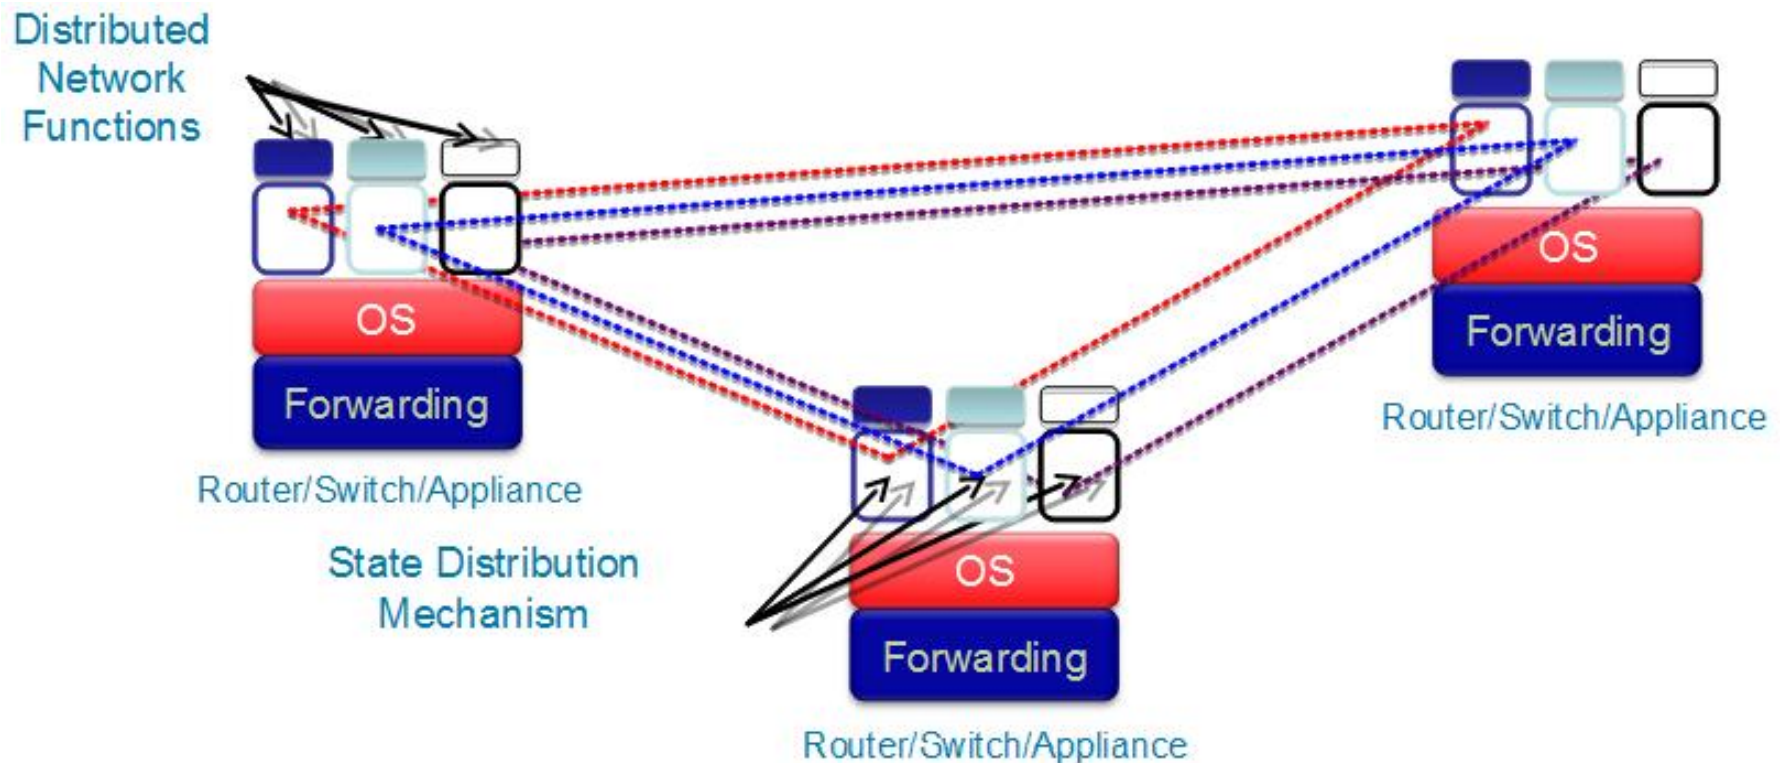 Distributed
Network
Functions
OS
Forwarding
Router/Switch/Appliance
OS
Forwarding
Router/Switch/Appliance
State Distribution
Mechanism
OS
Forwarding
Router/Switch/Appliance